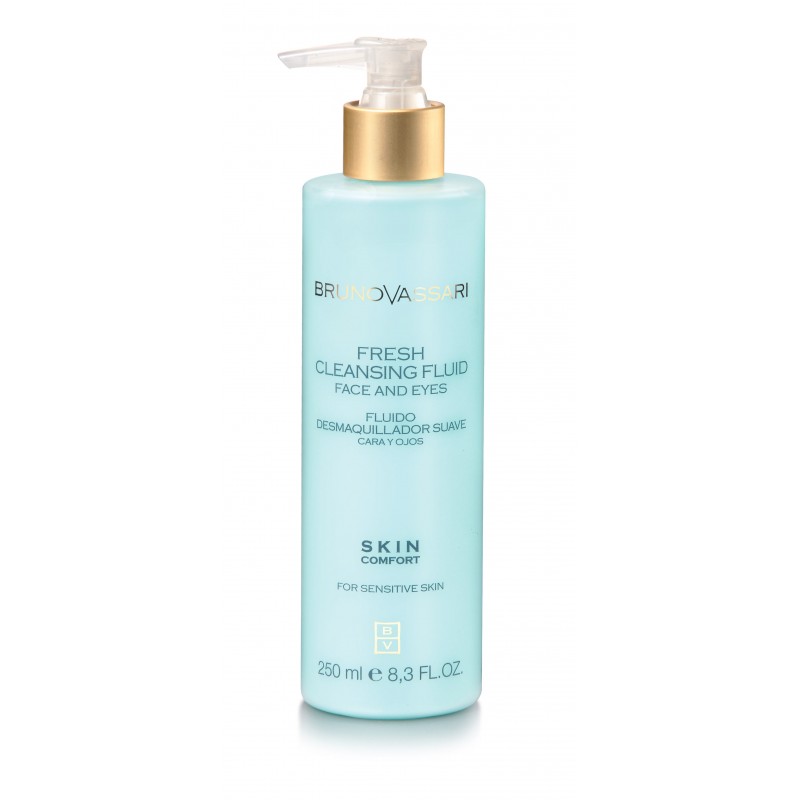 BRUNOVASSARI
FRESH
CLEANSING FLUID
FACE AND EYES
FLUIDO
DESMAQUILLADOR SUAVE
CARA Y OJOS
SKIN
COMFORT
FOR SENSITIVE SKIN
B
V
250 ml e 8,3 FL.OZ.